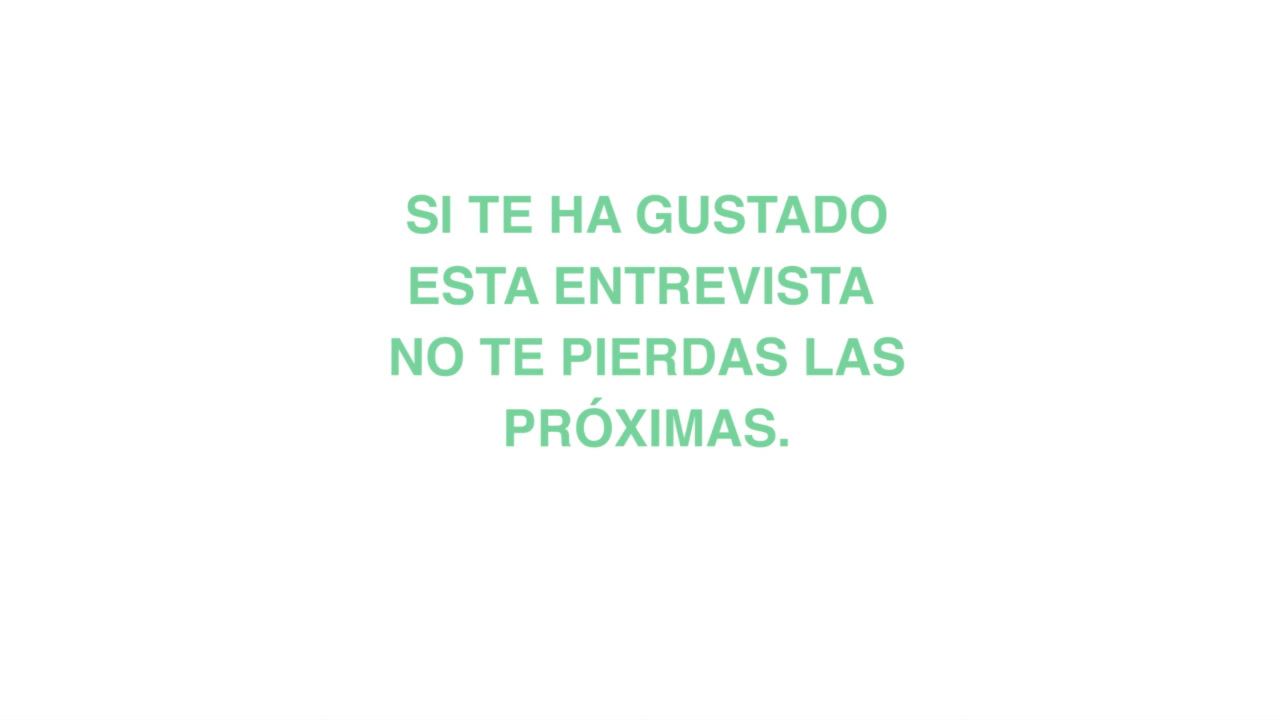 SI TE HA GUSTADO
ESTA ENTREVISTA
NO TE PIERDAS LAS
PRÓXIMAS.